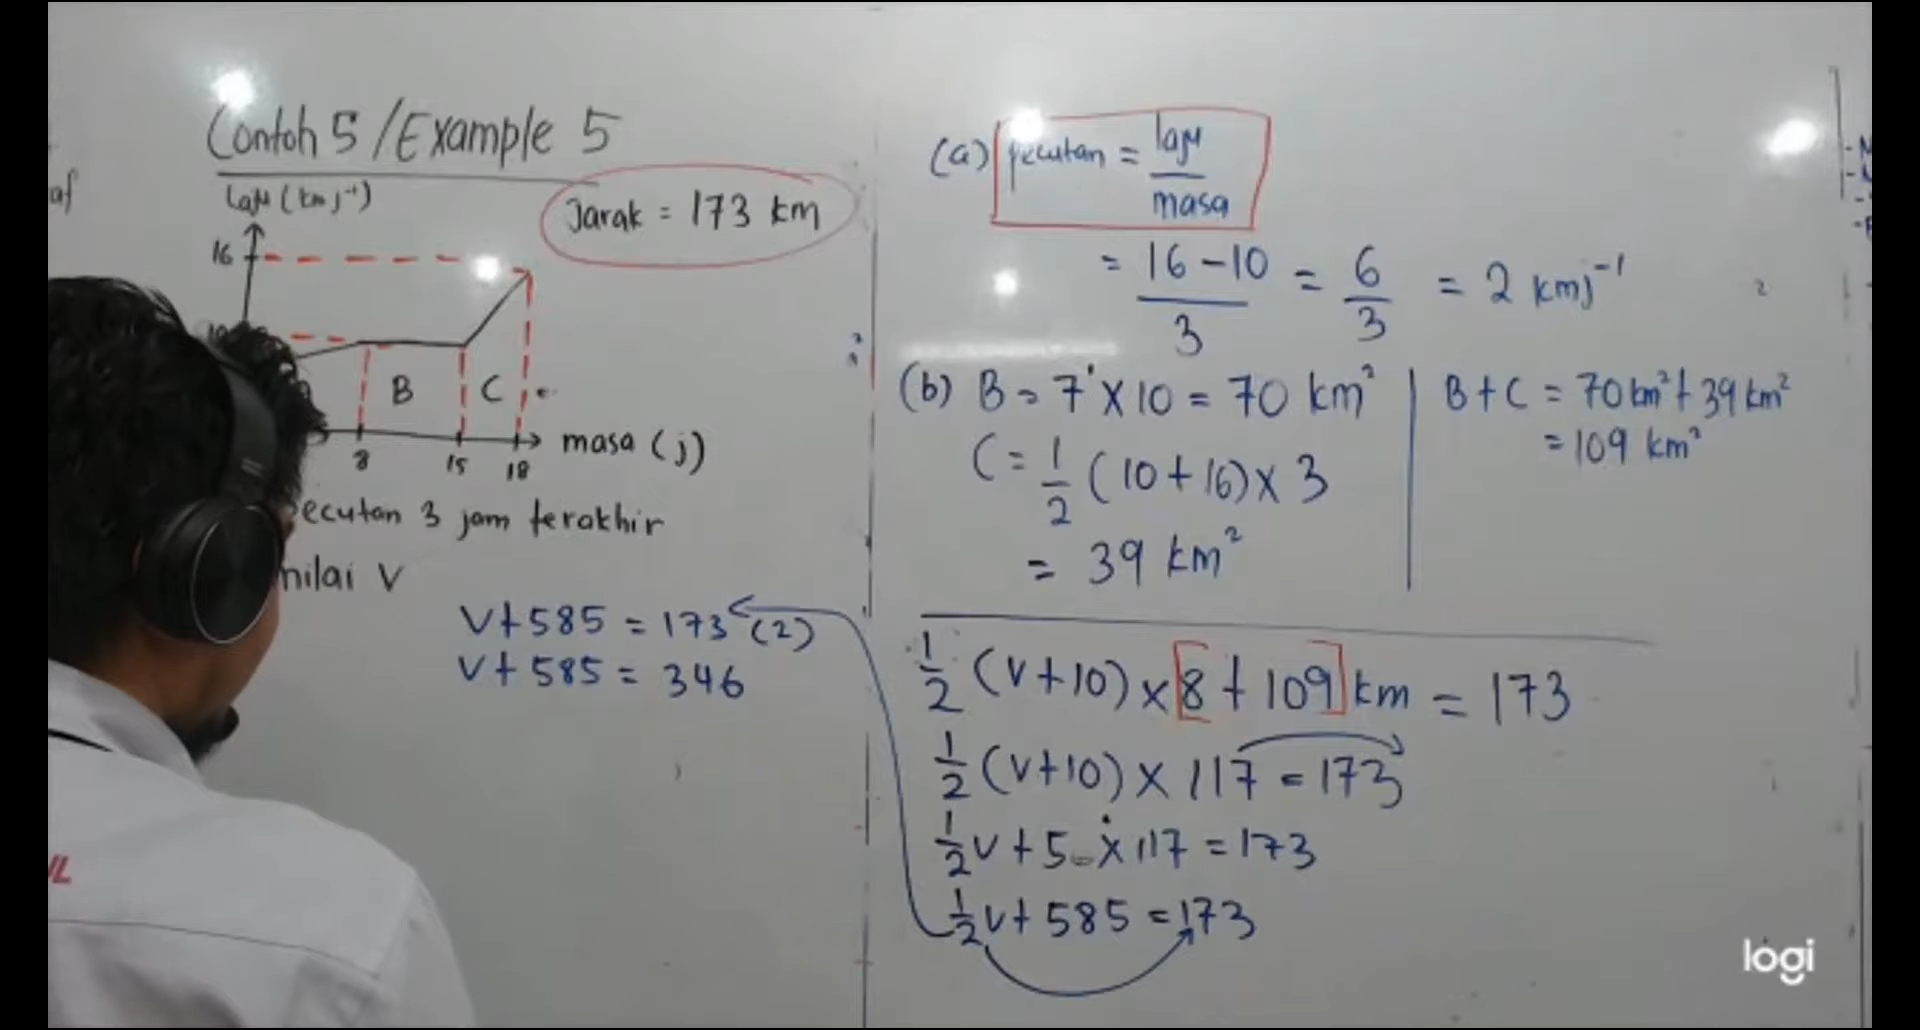 Contoh 5 / Example 5
Laju (km j⁻¹)
Jarak = 173 km
16
B
C
8
15
18
masa (j)
ecutan 3 jam terakhir
nilai V
V + 585 = 173 (2)
V + 585 = 346
(a) pecutan = laju / masa
= 16 - 10 / 3 = 6 / 3 = 2 kmj⁻¹
(b) B = 7 × 10 = 70 km²
C = 1/2 (10 + 16) × 3
= 39 km²
B + C = 70 km² + 39 km²
= 109 km²
1/2 (V + 10) × [8 + 109] km = 173
1/2 (V + 10) × 117 = 173
1/2 V + 5 × 117 = 173
1/2 V + 585 = 173
af
logi